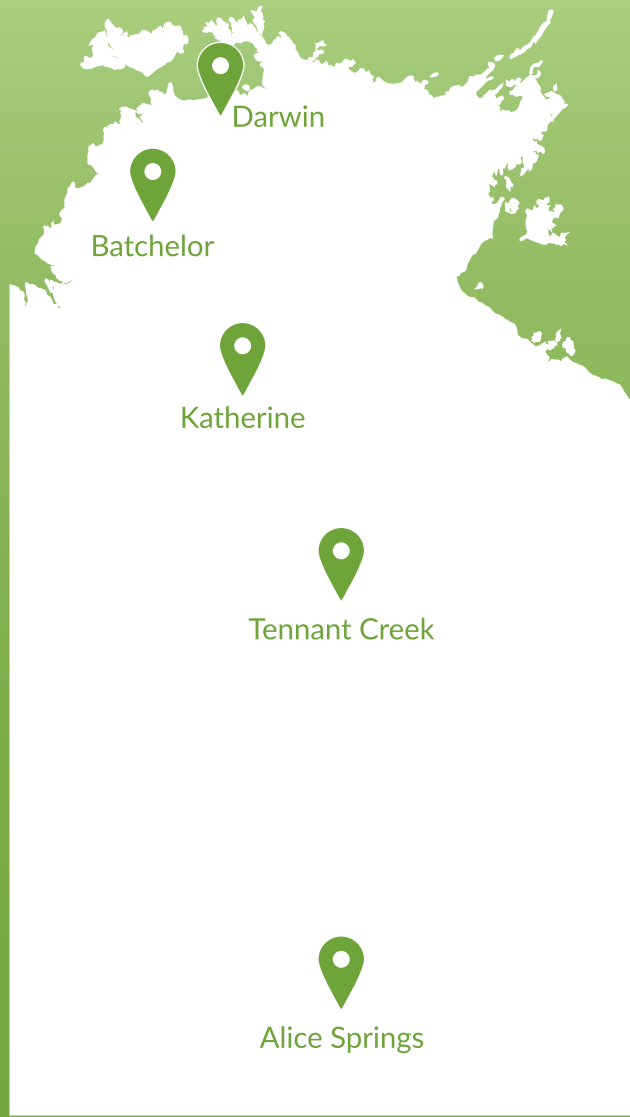 Darwin
Batchelor
Katherine
Tennant Creek
Alice Springs